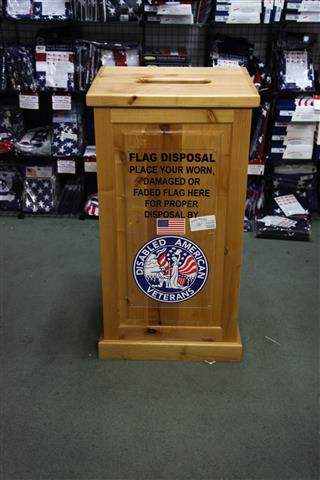 FLAG DISPOSAL
PLACE YOUR WORN,
DAMAGED OR
FADED FLAG HERE
FOR PROPER
DISPOSAL BY
DISABLED AMERICAN
VETERANS